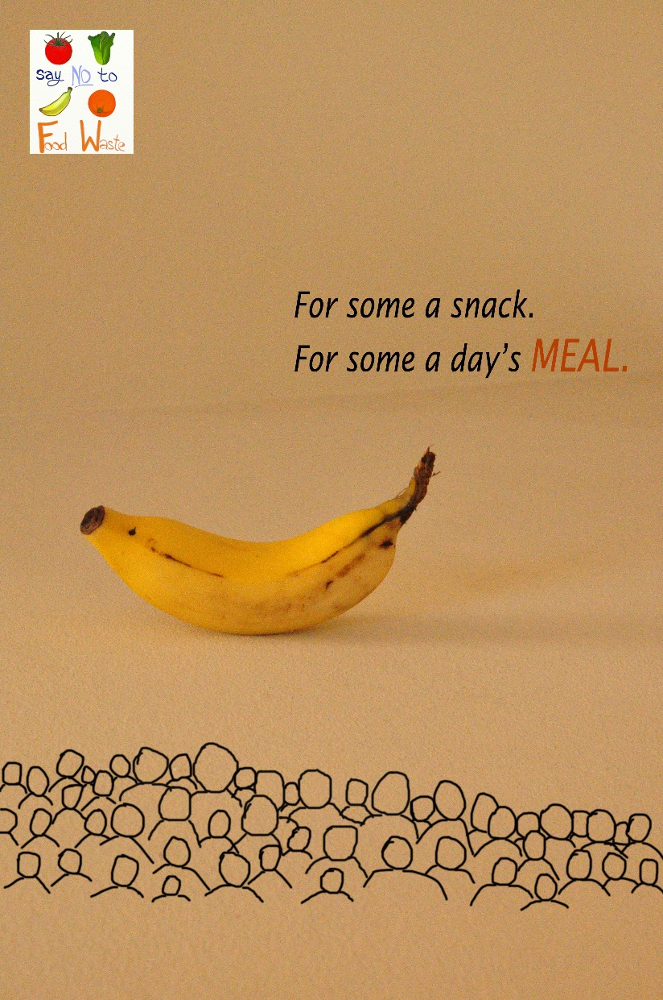 say NO to
Food Waste
For some a snack.
For some a day's MEAL.